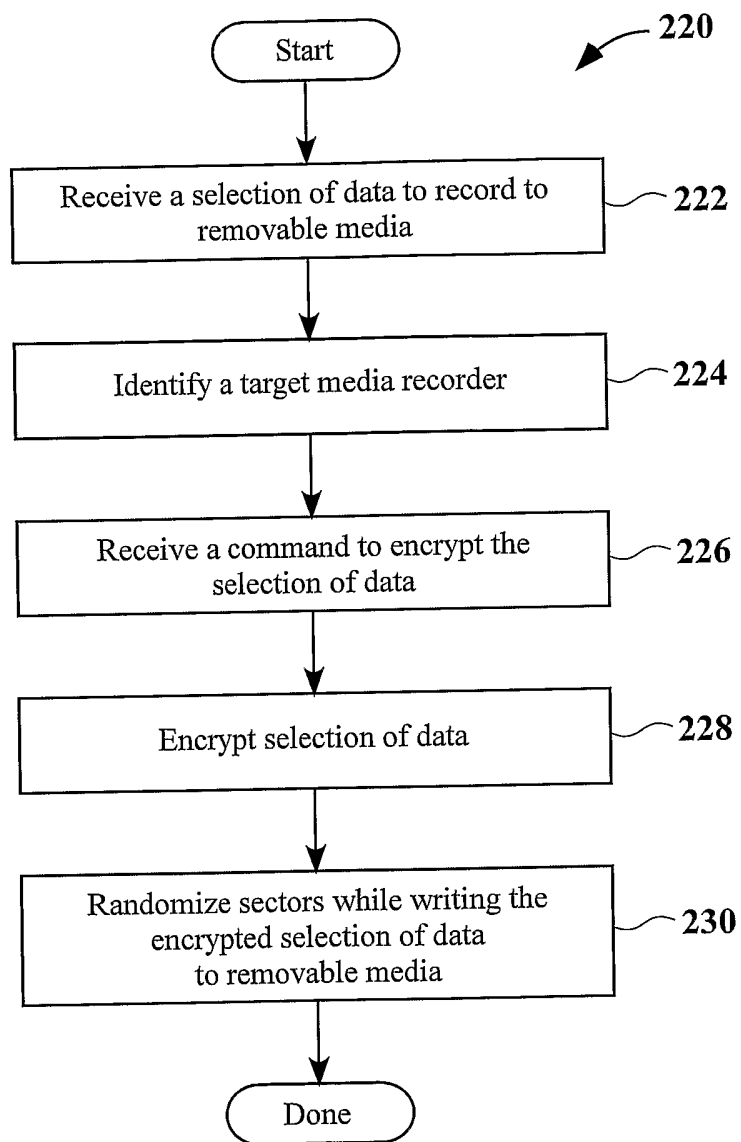 220
Start
Receive a selection of data to record to
removable media
222
Identify a target media recorder
224
Receive a command to encrypt the
selection of data
226
Encrypt selection of data
228
Randomize sectors while writing the
encrypted selection of data
to removable media
230
Done